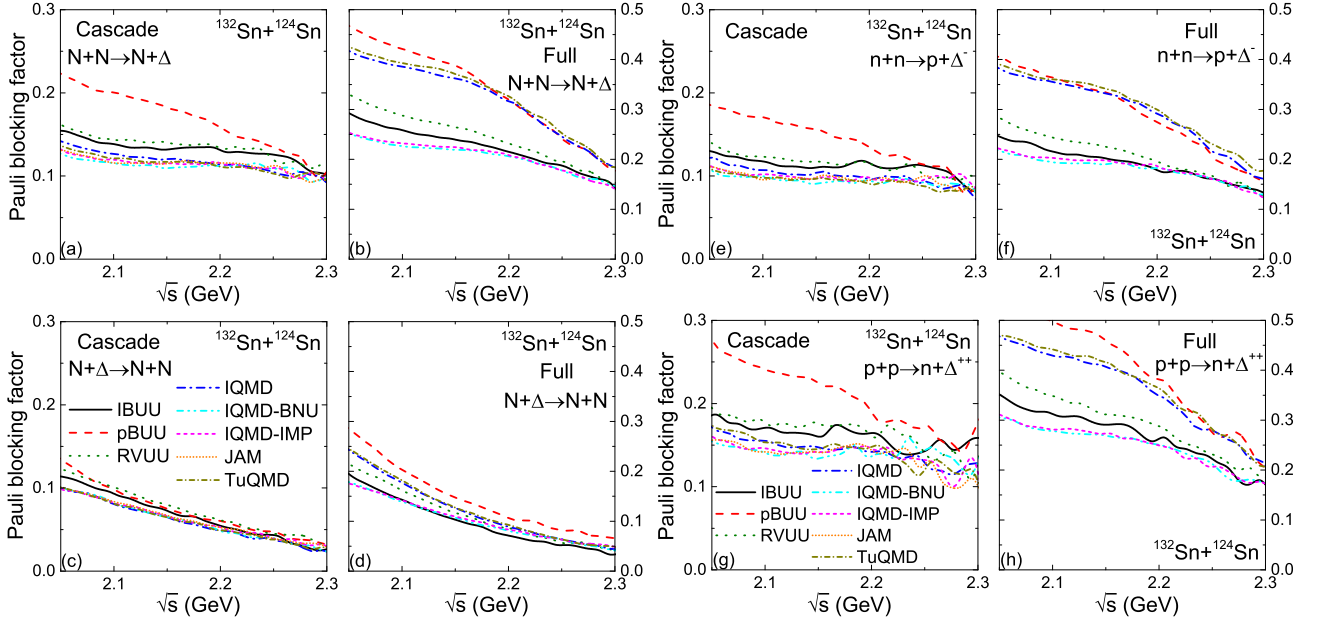 Cascade
¹³²Sn+¹²⁴Sn
N+N→N+Δ
Pauli blocking factor
0.3
0.2
0.1
0.0
(a)
2.1
2.2
2.3
√s (GeV)
¹³²Sn+¹²⁴Sn
Full
N+N→N+Δ
0.5
0.4
0.3
0.2
0.1
0.0
(b)
2.1
2.2
2.3
√s (GeV)
Cascade
¹³²Sn+¹²⁴Sn
n+n→p+Δ⁻
Pauli blocking factor
0.3
0.2
0.1
0.0
(e)
2.1
2.2
2.3
√s (GeV)
Full
n+n→p+Δ⁻
¹³²Sn+¹²⁴Sn
0.5
0.4
0.3
0.2
0.1
0.0
(f)
2.1
2.2
2.3
√s (GeV)
Cascade
¹³²Sn+¹²⁴Sn
N+Δ→N+N
IBUU
pBUU
RVUU
IQMD
IQMD-BNU
IQMD-IMP
JAM
TuQMD
Pauli blocking factor
0.3
0.2
0.1
0.0
(c)
2.1
2.2
2.3
√s (GeV)
¹³²Sn+¹²⁴Sn
Full
N+Δ→N+N
0.5
0.4
0.3
0.2
0.1
0.0
(d)
2.1
2.2
2.3
√s (GeV)
Cascade
¹³²Sn+¹²⁴Sn
p+p→n+Δ⁺⁺
IBUU
pBUU
RVUU
IQMD
IQMD-BNU
IQMD-IMP
JAM
TuQMD
Pauli blocking factor
0.3
0.2
0.1
0.0
(g)
2.1
2.2
2.3
√s (GeV)
Full
p+p→n+Δ⁺⁺
¹³²Sn+¹²⁴Sn
0.5
0.4
0.3
0.2
0.1
0.0
(h)
2.1
2.2
2.3
√s (GeV)